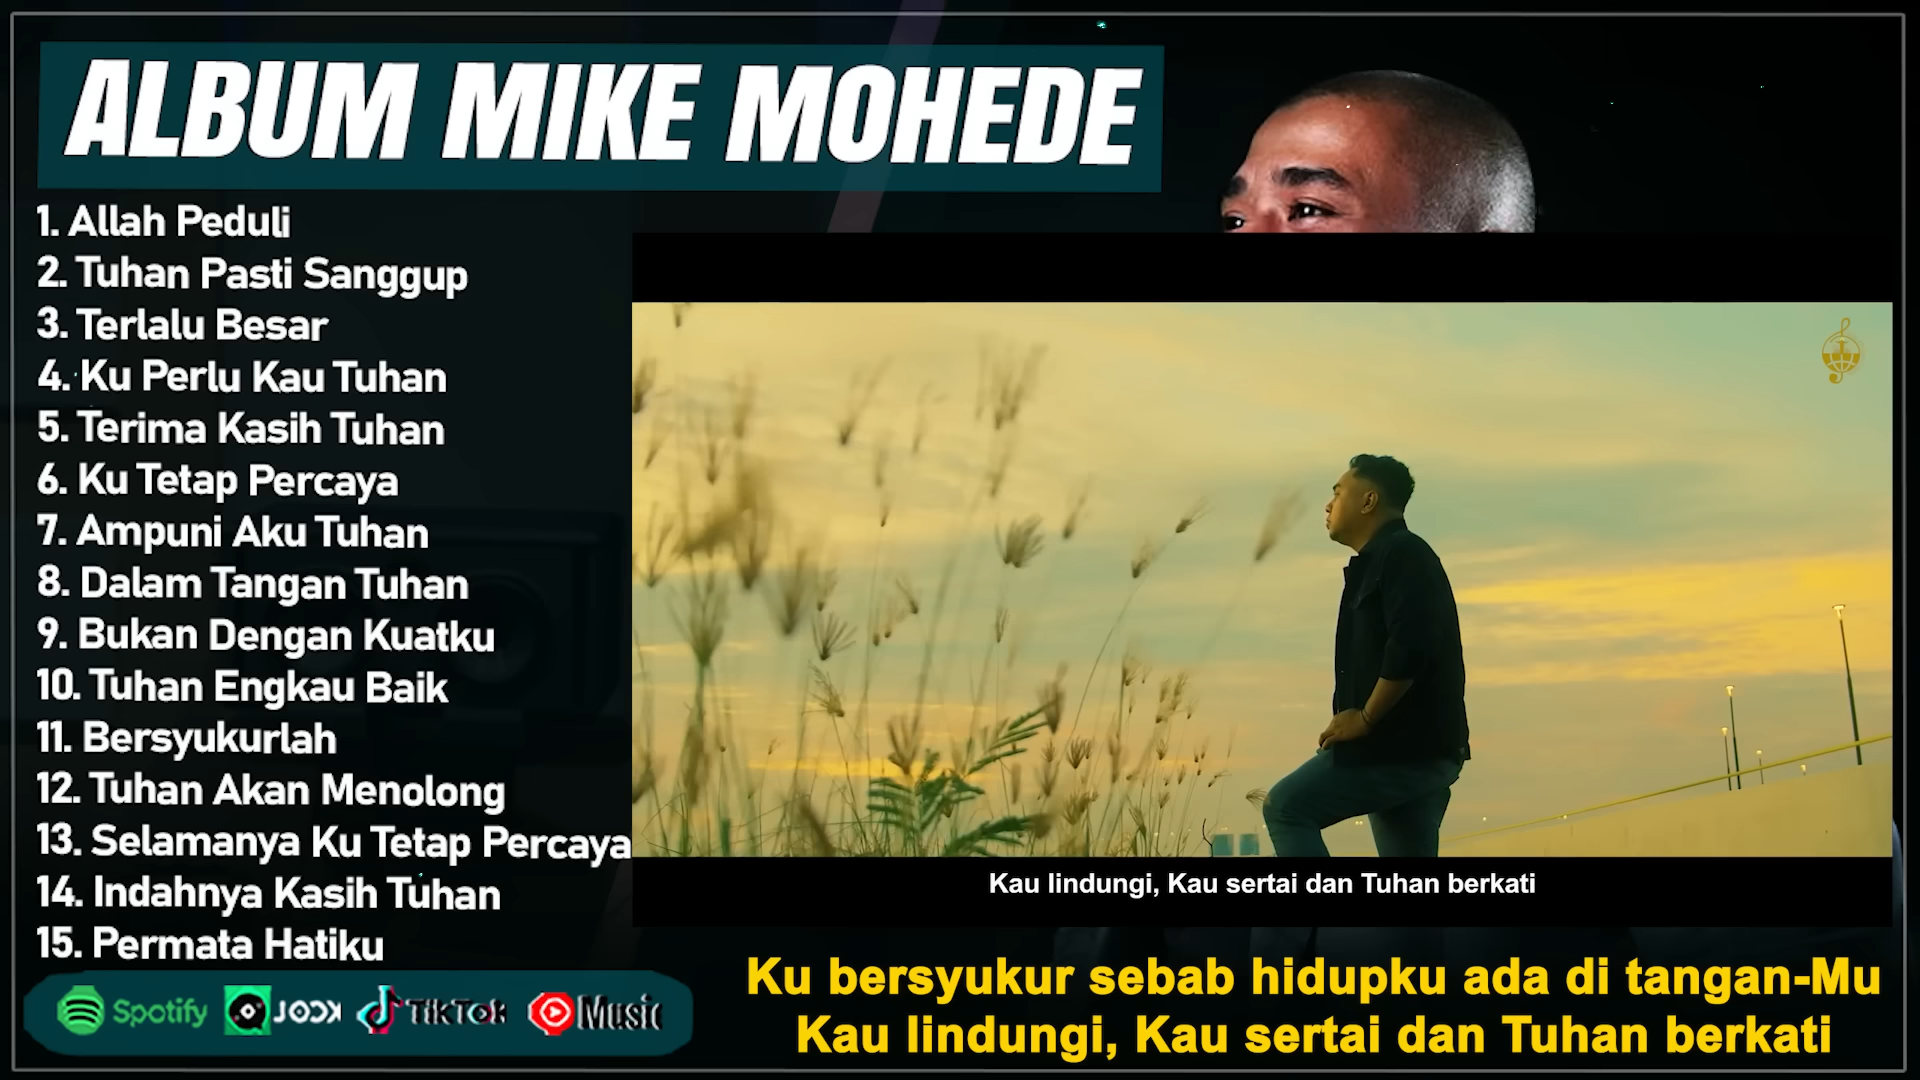 ALBUM MIKE MOHEDE
1. Allah Peduli
2. Tuhan Pasti Sanggup
3. Terlalu Besar
4. Ku Perlu Kau Tuhan
5. Terima Kasih Tuhan
6. Ku Tetap Percaya
7. Ampuni Aku Tuhan
8. Dalam Tangan Tuhan
9. Bukan Dengan Kuatku
10. Tuhan Engkau Baik
11. Bersyukurlah
12. Tuhan Akan Menolong
13. Selamanya Ku Tetap Percaya
14. Indahnya Kasih Tuhan
15. Permata Hatiku
Spotify JOOX TikTok Music
Kau lindungi, Kau sertai dan Tuhan berkati
Ku bersyukur sebab hidupku ada di tangan-Mu
Kau lindungi, Kau sertai dan Tuhan berkati